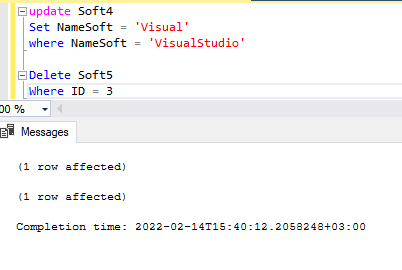 update Soft4
Set NameSoft = 'Visual'
where NameSoft = 'VisualStudio'
Delete Soft5
Where ID = 3
00 %
Messages
(1 row affected)
(1 row affected)
Completion time: 2022-02-14T15:40:12.2058248+03:00